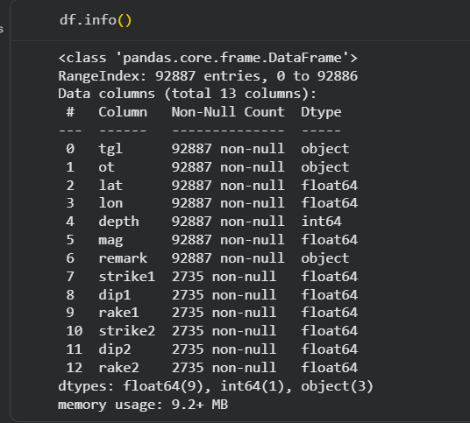 df.info()
<class 'pandas.core.frame.DataFrame'>
RangeIndex: 92887 entries, 0 to 92886
Data columns (total 13 columns):
 #   Column   Non-Null Count  Dtype
---  ------   --------------  -----
 0   tgl      92887 non-null  object
 1   ot       92887 non-null  object
 2   lat      92887 non-null  float64
 3   lon      92887 non-null  float64
 4   depth    92887 non-null  int64
 5   mag      92887 non-null  float64
 6   remark   92887 non-null  object
 7   strike1  2735 non-null   float64
 8   dip1     2735 non-null   float64
 9   rake1    2735 non-null   float64
 10  strike2  2735 non-null   float64
 11  dip2     2735 non-null   float64
 12  rake2    2735 non-null   float64
dtypes: float64(9), int64(1), object(3)
memory usage: 9.2+ MB